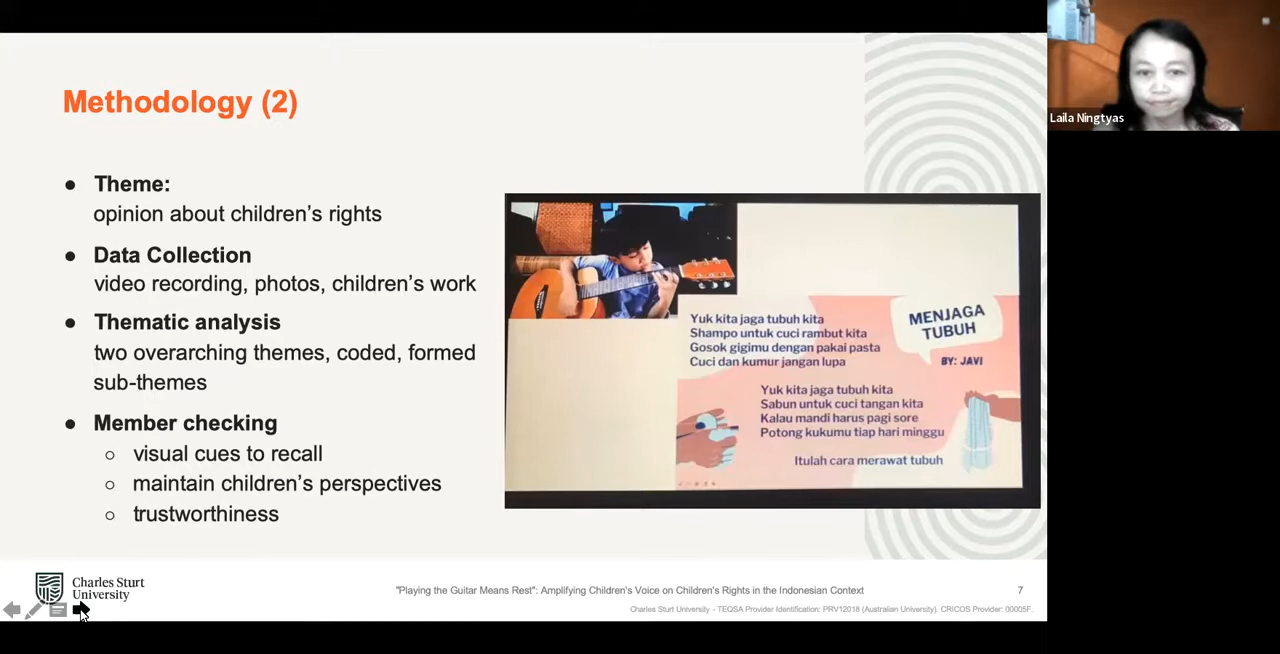 Methodology (2)
● Theme:
opinion about children's rights
● Data Collection
video recording, photos, children's work
● Thematic analysis
two overarching themes, coded, formed
sub-themes
● Member checking
○ visual cues to recall
○ maintain children's perspectives
○ trustworthiness
MENJAGA
TUBUH
BY: JAVI
Yuk kita jaga tubuh kita
Shampo untuk cuci rambut kita
Gosok gigimu dengan pakai pasta
Cuci dan kumur jangan lupa
Yuk kita jaga tubuh kita
Sabun untuk cuci tangan kita
Kalau mandi harus pagi sore
Potong kukumu tiap hari minggu
Itulah cara merawat tubuh
Laila Ningtyas
Charles Sturt
University
"Playing the Guitar Means Rest": Amplifying Children's Voice on Children's Rights in the Indonesian Context
7
Charles Sturt University - TEQSA Provider Identification: PRV12018 (Australian University). CRICOS Provider: 00005F.